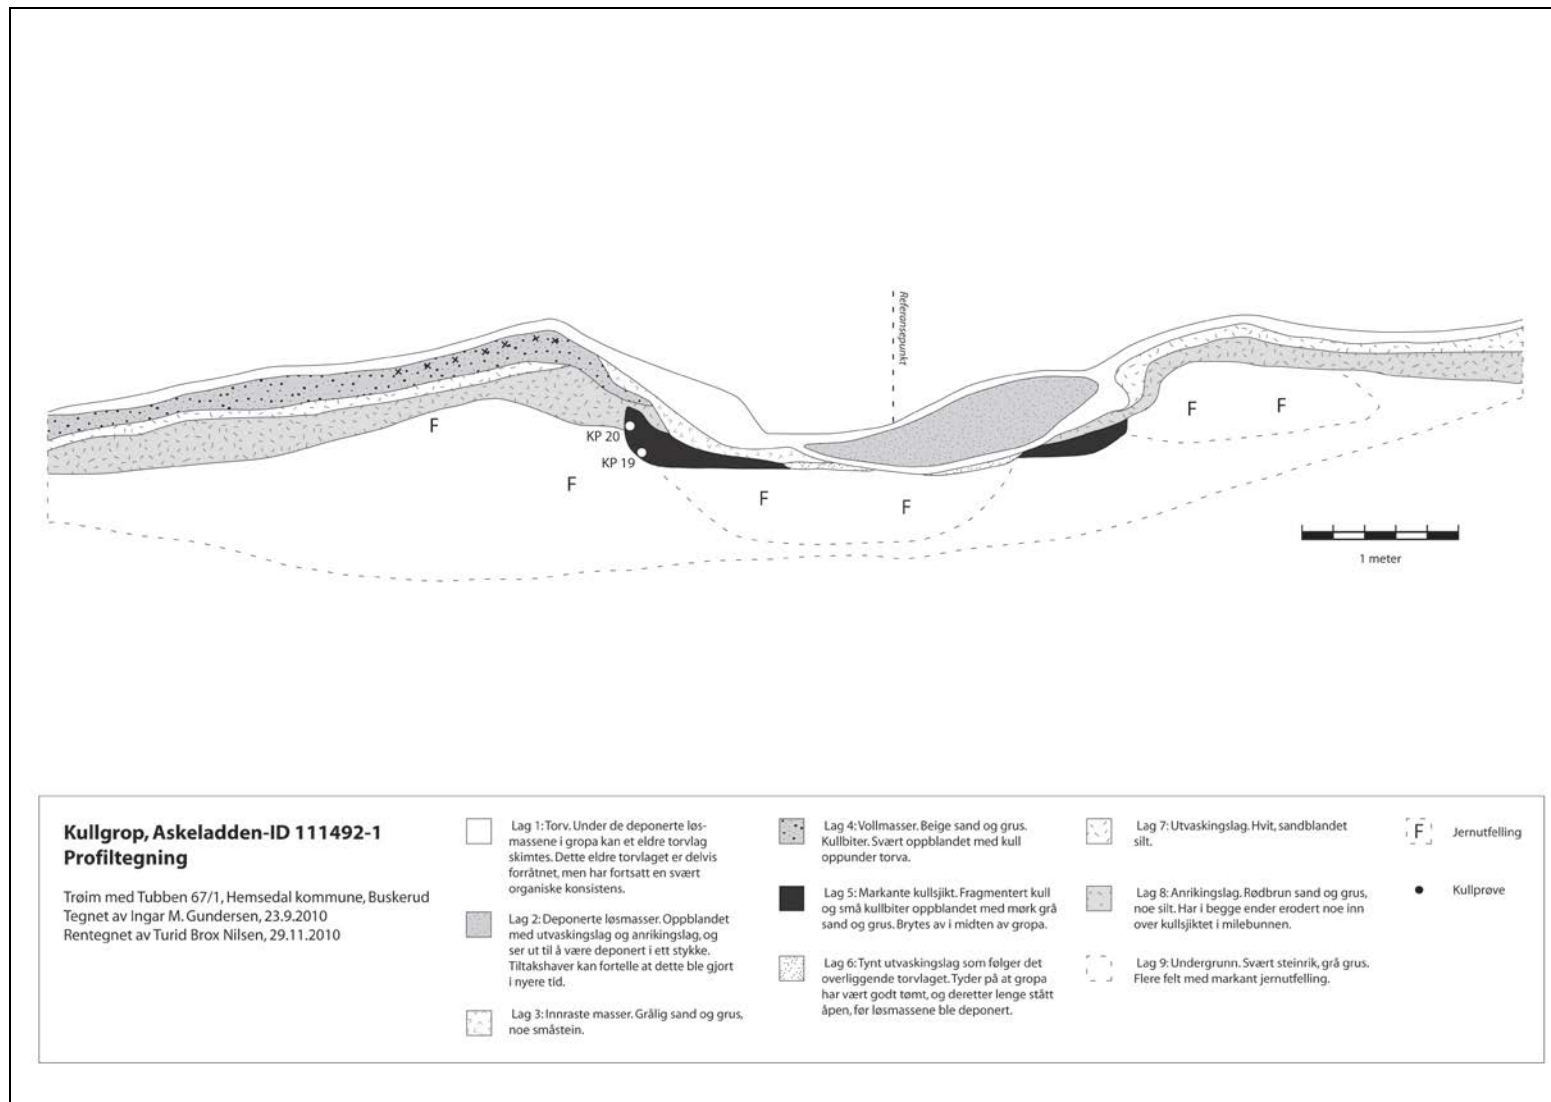 Referansepunkt
F
F
F
KP 20
KP 19
F
F
F
1 meter
Kullgrop, Askeladden-ID 111492-1
Profiltegning
Trøim med Tubben 67/1, Hemsedal kommune, Buskerud
Tegnet av Ingar M. Gundersen, 23.9.2010
Rentegnet av Turid Brox Nilsen, 29.11.2010
Lag 1: Torv. Under de deponerte løs-
massene i gropa kan et eldre torvlag
skimtes. Dette eldre torvlaget er delvis
forråtnet, men har fortsatt en svært
organiske konsistens.
Lag 2: Deponerte løsmasser. Oppblandet
med utvaskingslag og anrikingslag, og
ser ut til å være deponert i ett stykke.
Tiltakshaver kan fortelle at dette ble gjort
i nyere tid.
Lag 3: Innraste masser. Grålig sand og grus,
noe småstein.
Lag 4: Vollmasser. Beige sand og grus.
Kullbiter. Svært oppblandet med kull
oppunder torva.
Lag 5: Markante kullsjikt. Fragmentert kull
og små kullbiter oppblandet med mørk grå
sand og grus. Brytes av i midten av gropa.
Lag 6: Tynt utvaskingslag som følger det
overliggende torvlaget. Tyder på at gropa
har vært godt tømt, og deretter lenge stått
åpen, før løsmassene ble deponert.
Lag 7: Utvaskingslag. Hvit, sandblandet
silt.
Lag 8: Anrikingslag. Rødbrun sand og grus,
noe silt. Har i begge ender erodert noe inn
over kullsjiktet i milebunnen.
Lag 9: Undergrunn. Svært steinrik, grå grus.
Flere felt med markant jernutfelling.
F Jernutfelling
Kullprøve